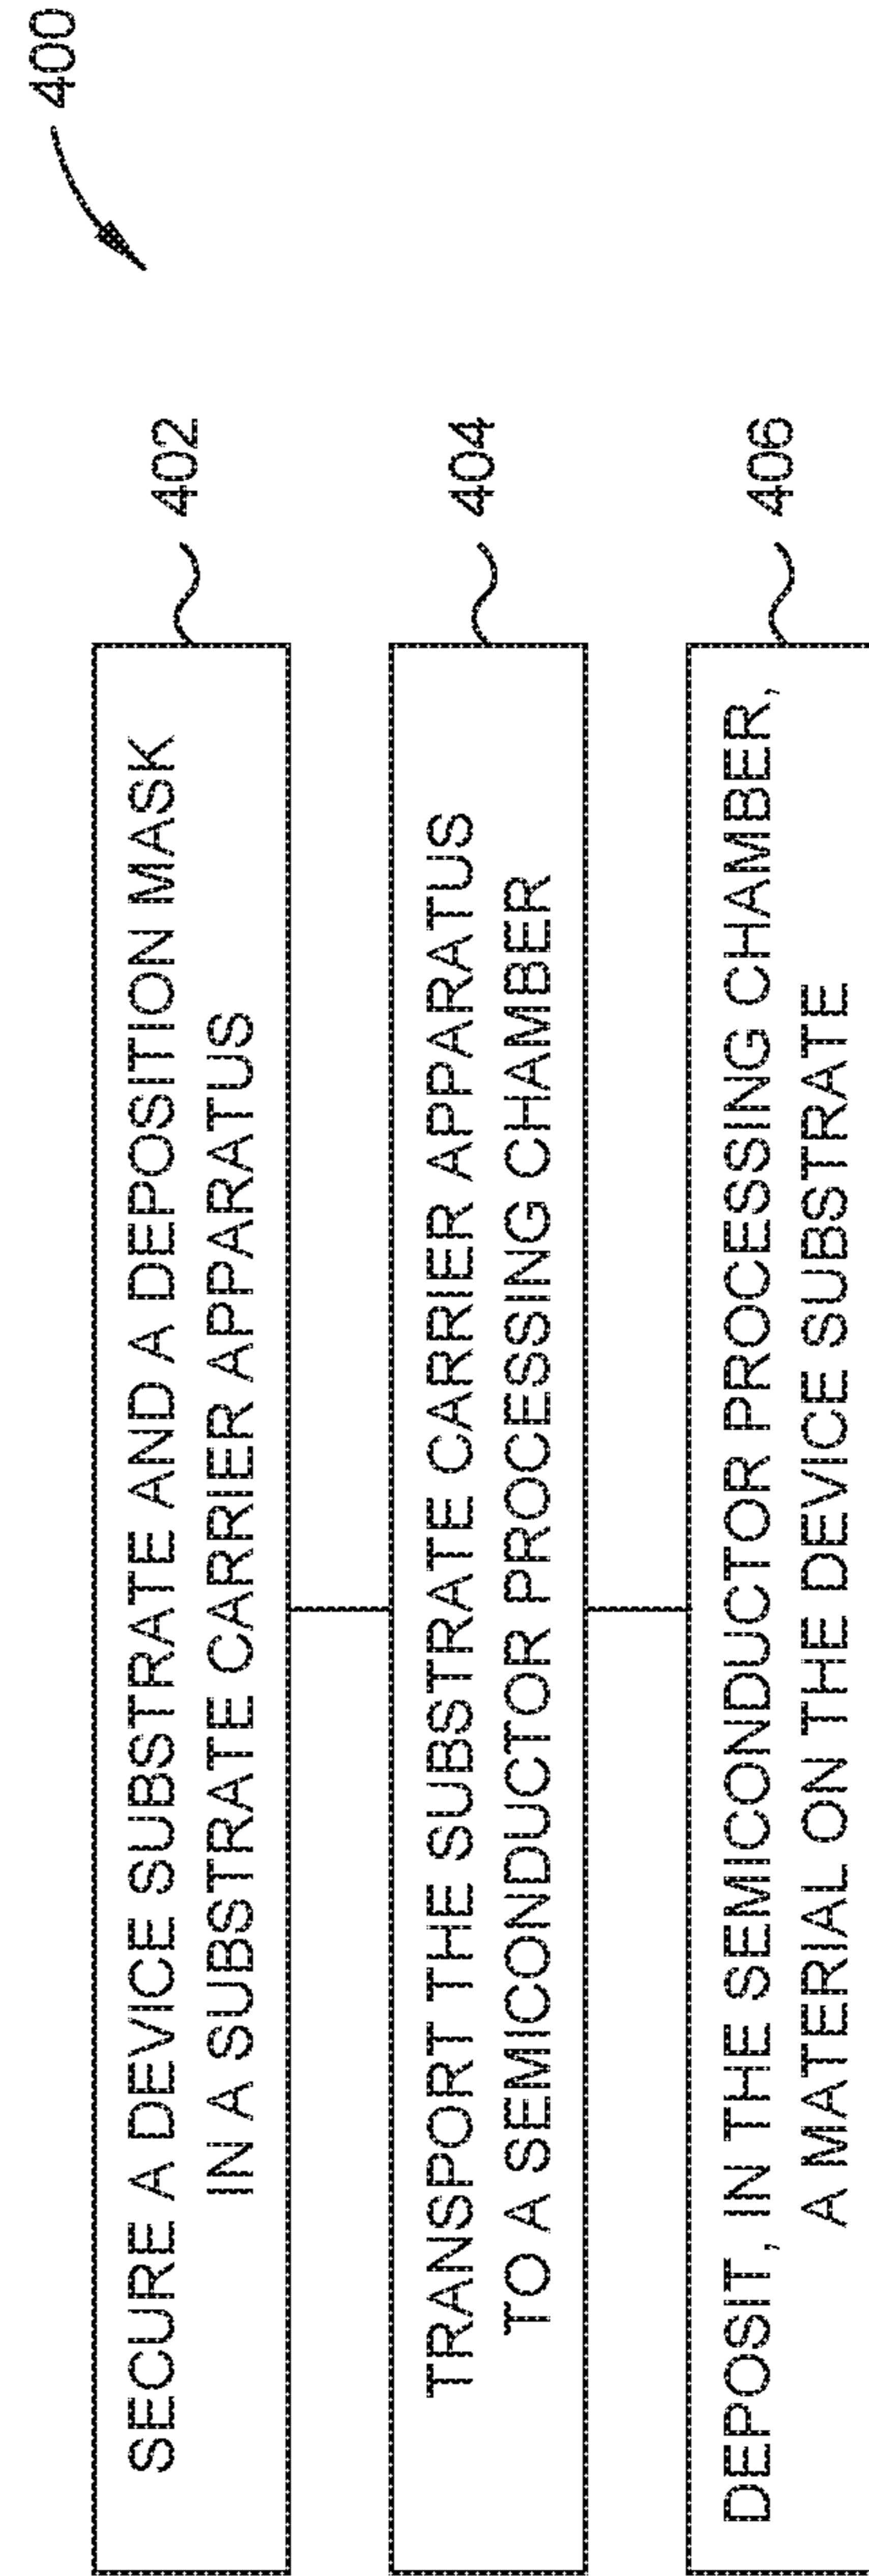 400
SECURE A DEVICE SUBSTRATE AND A DEPOSITION MASK
IN A SUBSTRATE CARRIER APPARATUS
402
TRANSPORT THE SUBSTRATE CARRIER APPARATUS
TO A SEMICONDUCTOR PROCESSING CHAMBER
404
DEPOSIT, IN THE SEMICONDUCTOR PROCESSING CHAMBER,
A MATERIAL ON THE DEVICE SUBSTRATE
406